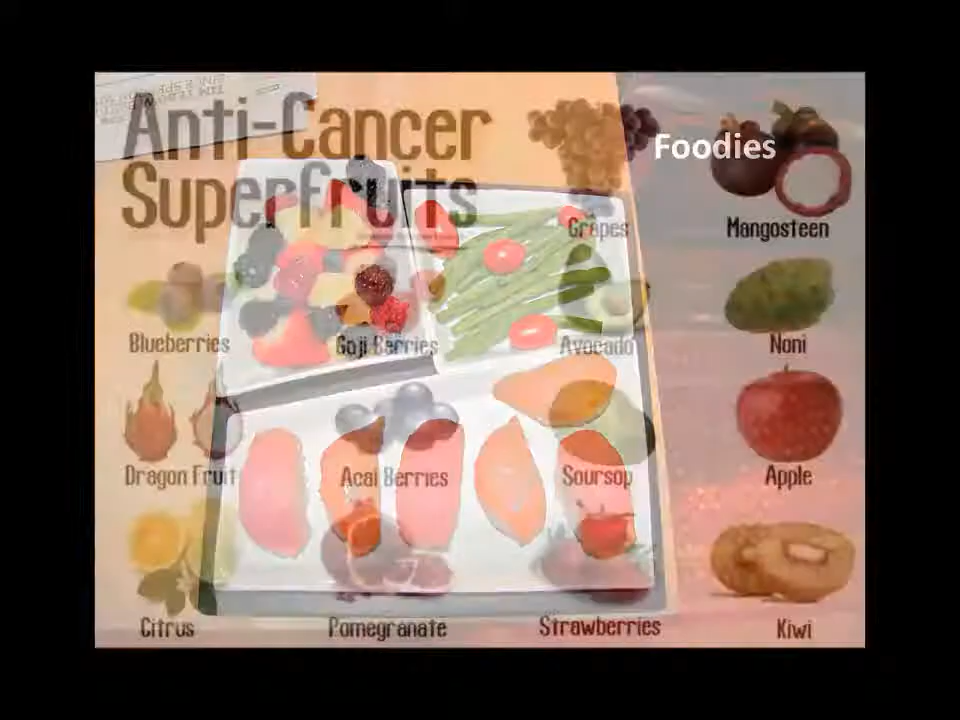 Anti-Cancer
Superfruits
Foodies
Grapes
Mangosteen
Blueberries
Goji Berries
Avocado
Noni
Dragon Fruit
Acai Berries
Soursop
Apple
Citrus
Pomegranate
Strawberries
Kiwi